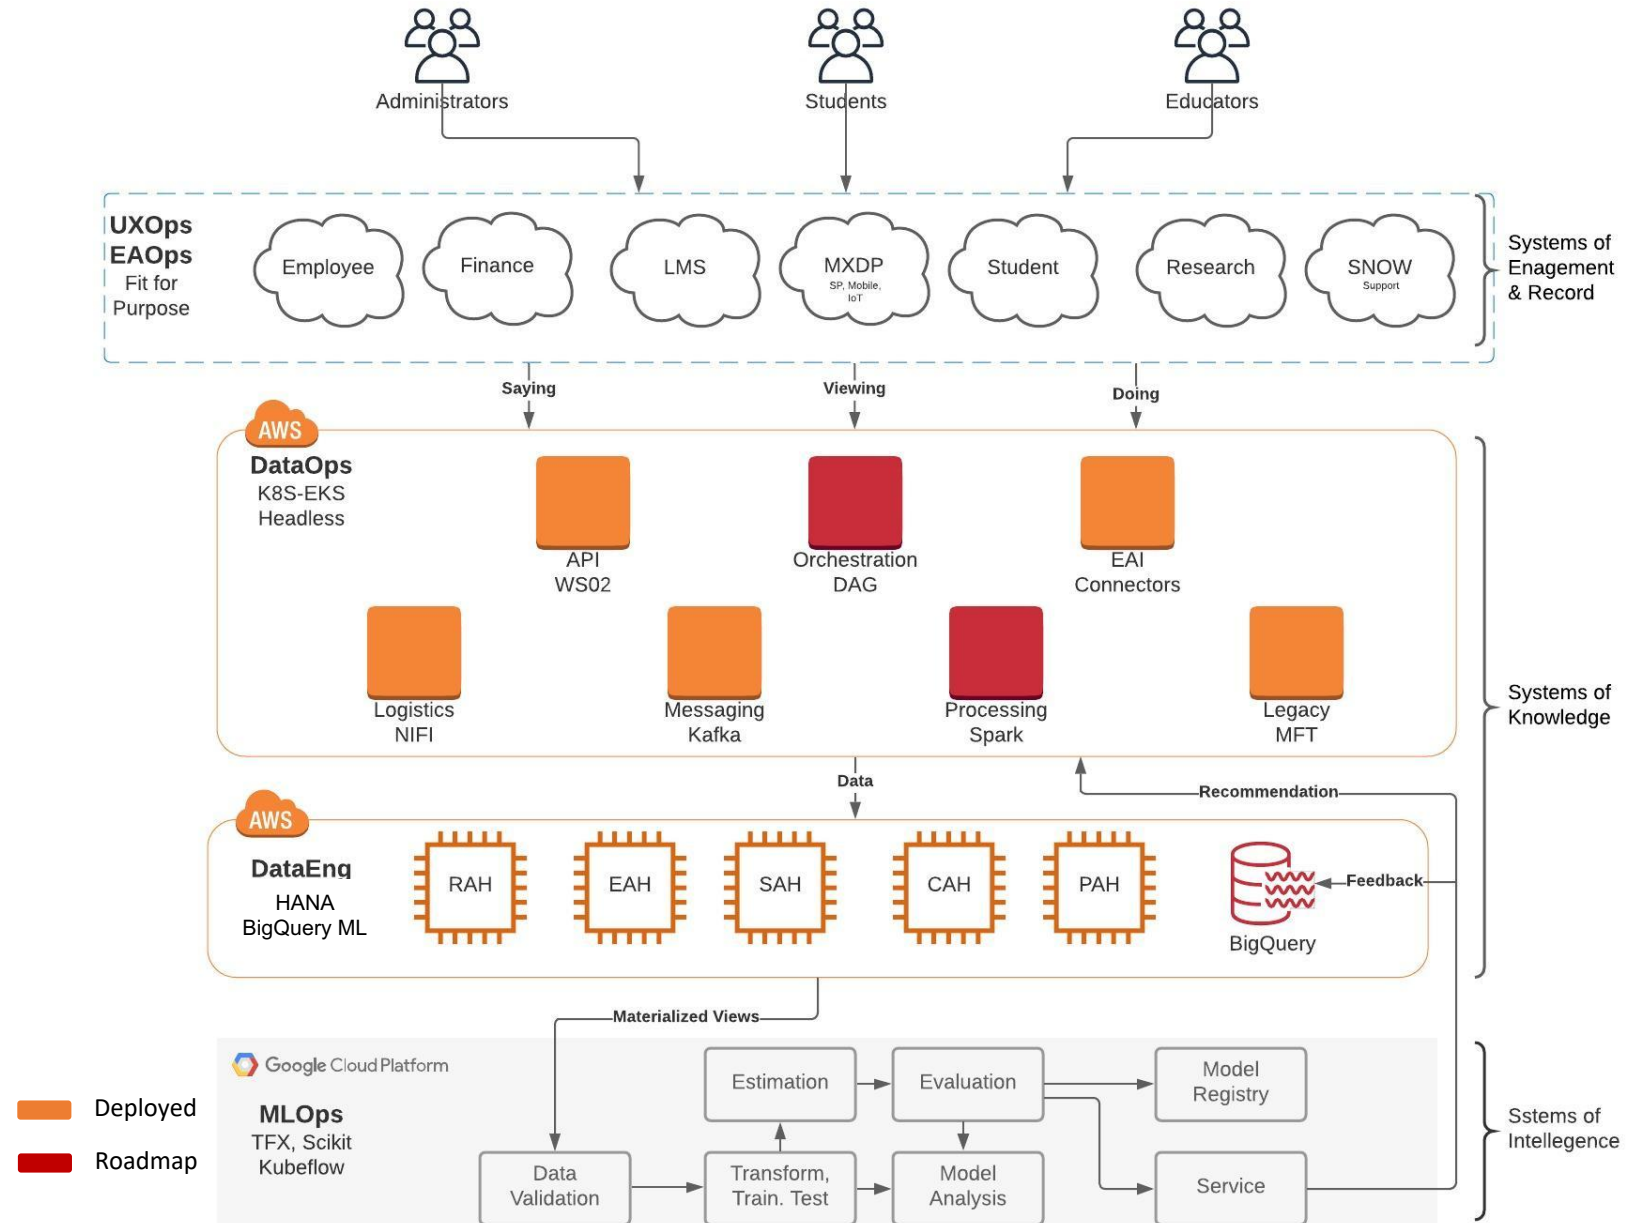 Administrators
Students
Educators
UXOps
EAOps
Fit for
Purpose
Employee
Finance
LMS
MXDP
SP, Mobile,
IoT
Student
Research
SNOW
Support
Systems of
Enagement
& Record
Saying
Viewing
Doing
AWS
DataOps
K8S-EKS
Headless
API
WS02
Orchestration
DAG
EAI
Connectors
Logistics
NIFI
Messaging
Kafka
Processing
Spark
Legacy
MFT
Systems of
Knowledge
Data
Recommendation
AWS
DataEng
HANA
BigQuery ML
RAH
EAH
SAH
CAH
PAH
BigQuery
Feedback
Materialized Views
Google Cloud Platform
MLOps
TFX, Scikit
Kubeflow
Estimation
Evaluation
Model
Registry
Data
Validation
Transform,
Train. Test
Model
Analysis
Service
Sstems of
Intellegence
Deployed
Roadmap